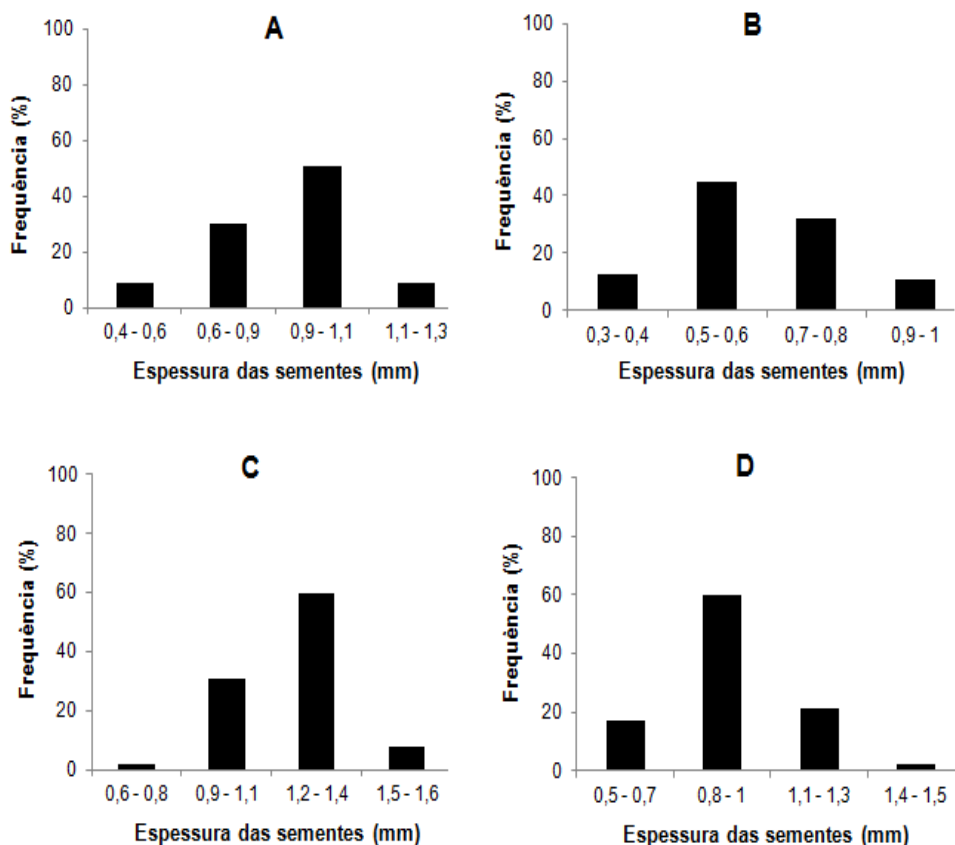 A
Frequência (%)
100
80
60
40
20
0
0,4 - 0,6 0,6 - 0,9 0,9 - 1,1 1,1 - 1,3
Espessura das sementes (mm)
B
Frequência (%)
100
80
60
40
20
0
0,3 - 0,4 0,5 - 0,6 0,7 - 0,8 0,9 - 1
Espessura das sementes (mm)
C
Frequência (%)
100
80
60
40
20
0
0,6 - 0,8 0,9 - 1,1 1,2 - 1,4 1,5 - 1,6
Espessura das sementes (mm)
D
Frequência (%)
100
80
60
40
20
0
0,5 - 0,7 0,8 - 1 1,1 - 1,3 1,4 - 1,5
Espessura das sementes (mm)